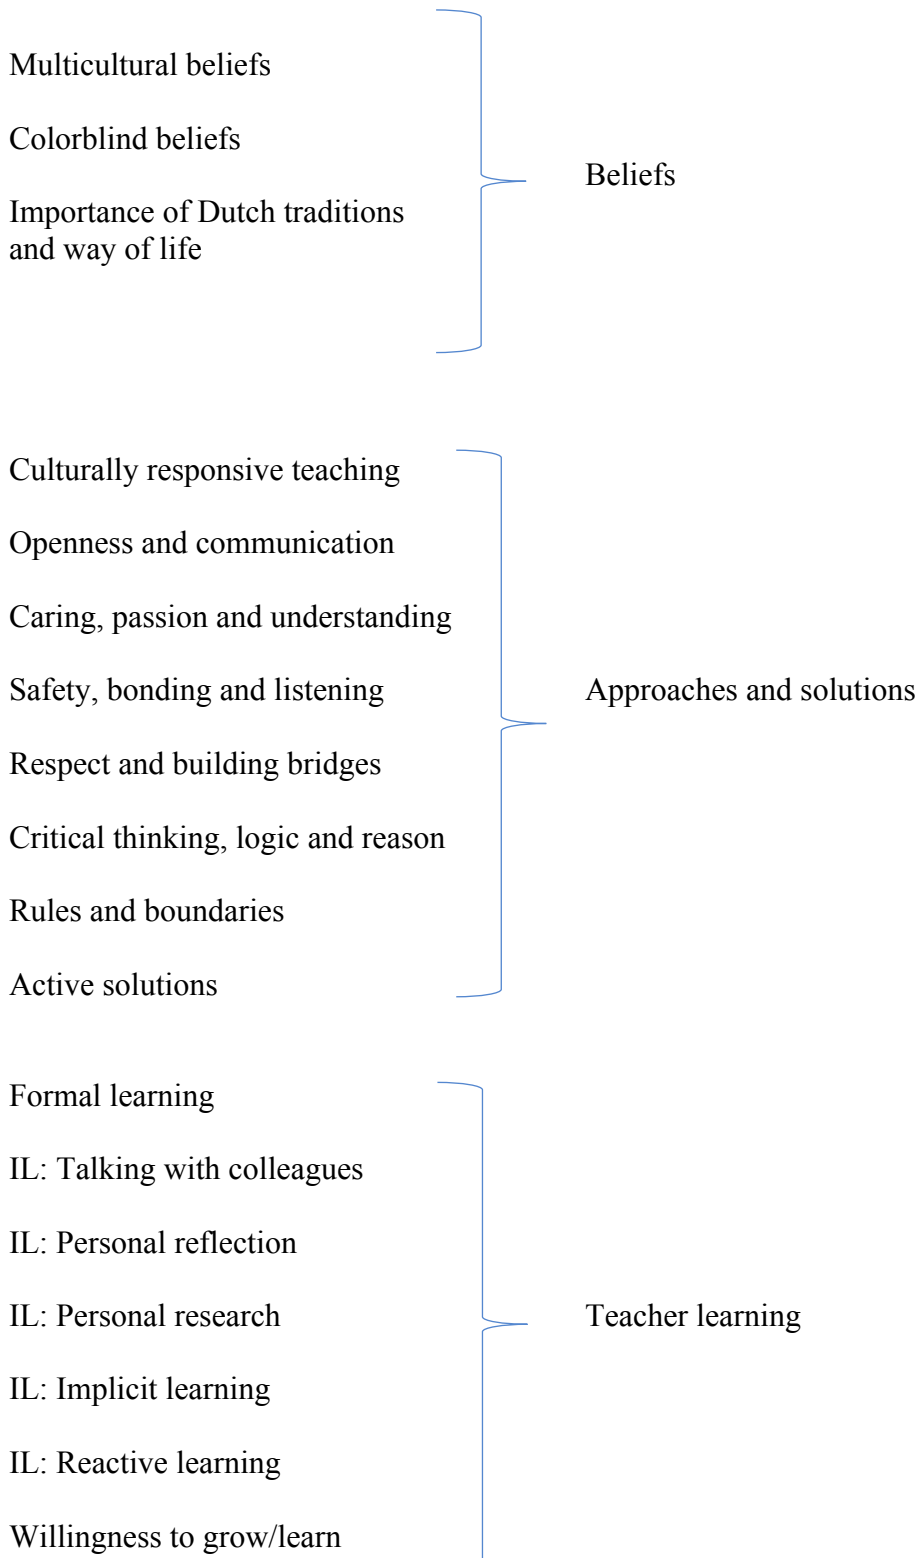 Multicultural beliefs
Colorblind beliefs
Beliefs
Importance of Dutch traditions
and way of life
Culturally responsive teaching
Openness and communication
Caring, passion and understanding
Safety, bonding and listening
Approaches and solutions
Respect and building bridges
Critical thinking, logic and reason
Rules and boundaries
Active solutions
Formal learning
IL: Talking with colleagues
IL: Personal reflection
IL: Personal research
Teacher learning
IL: Implicit learning
IL: Reactive learning
Willingness to grow/learn